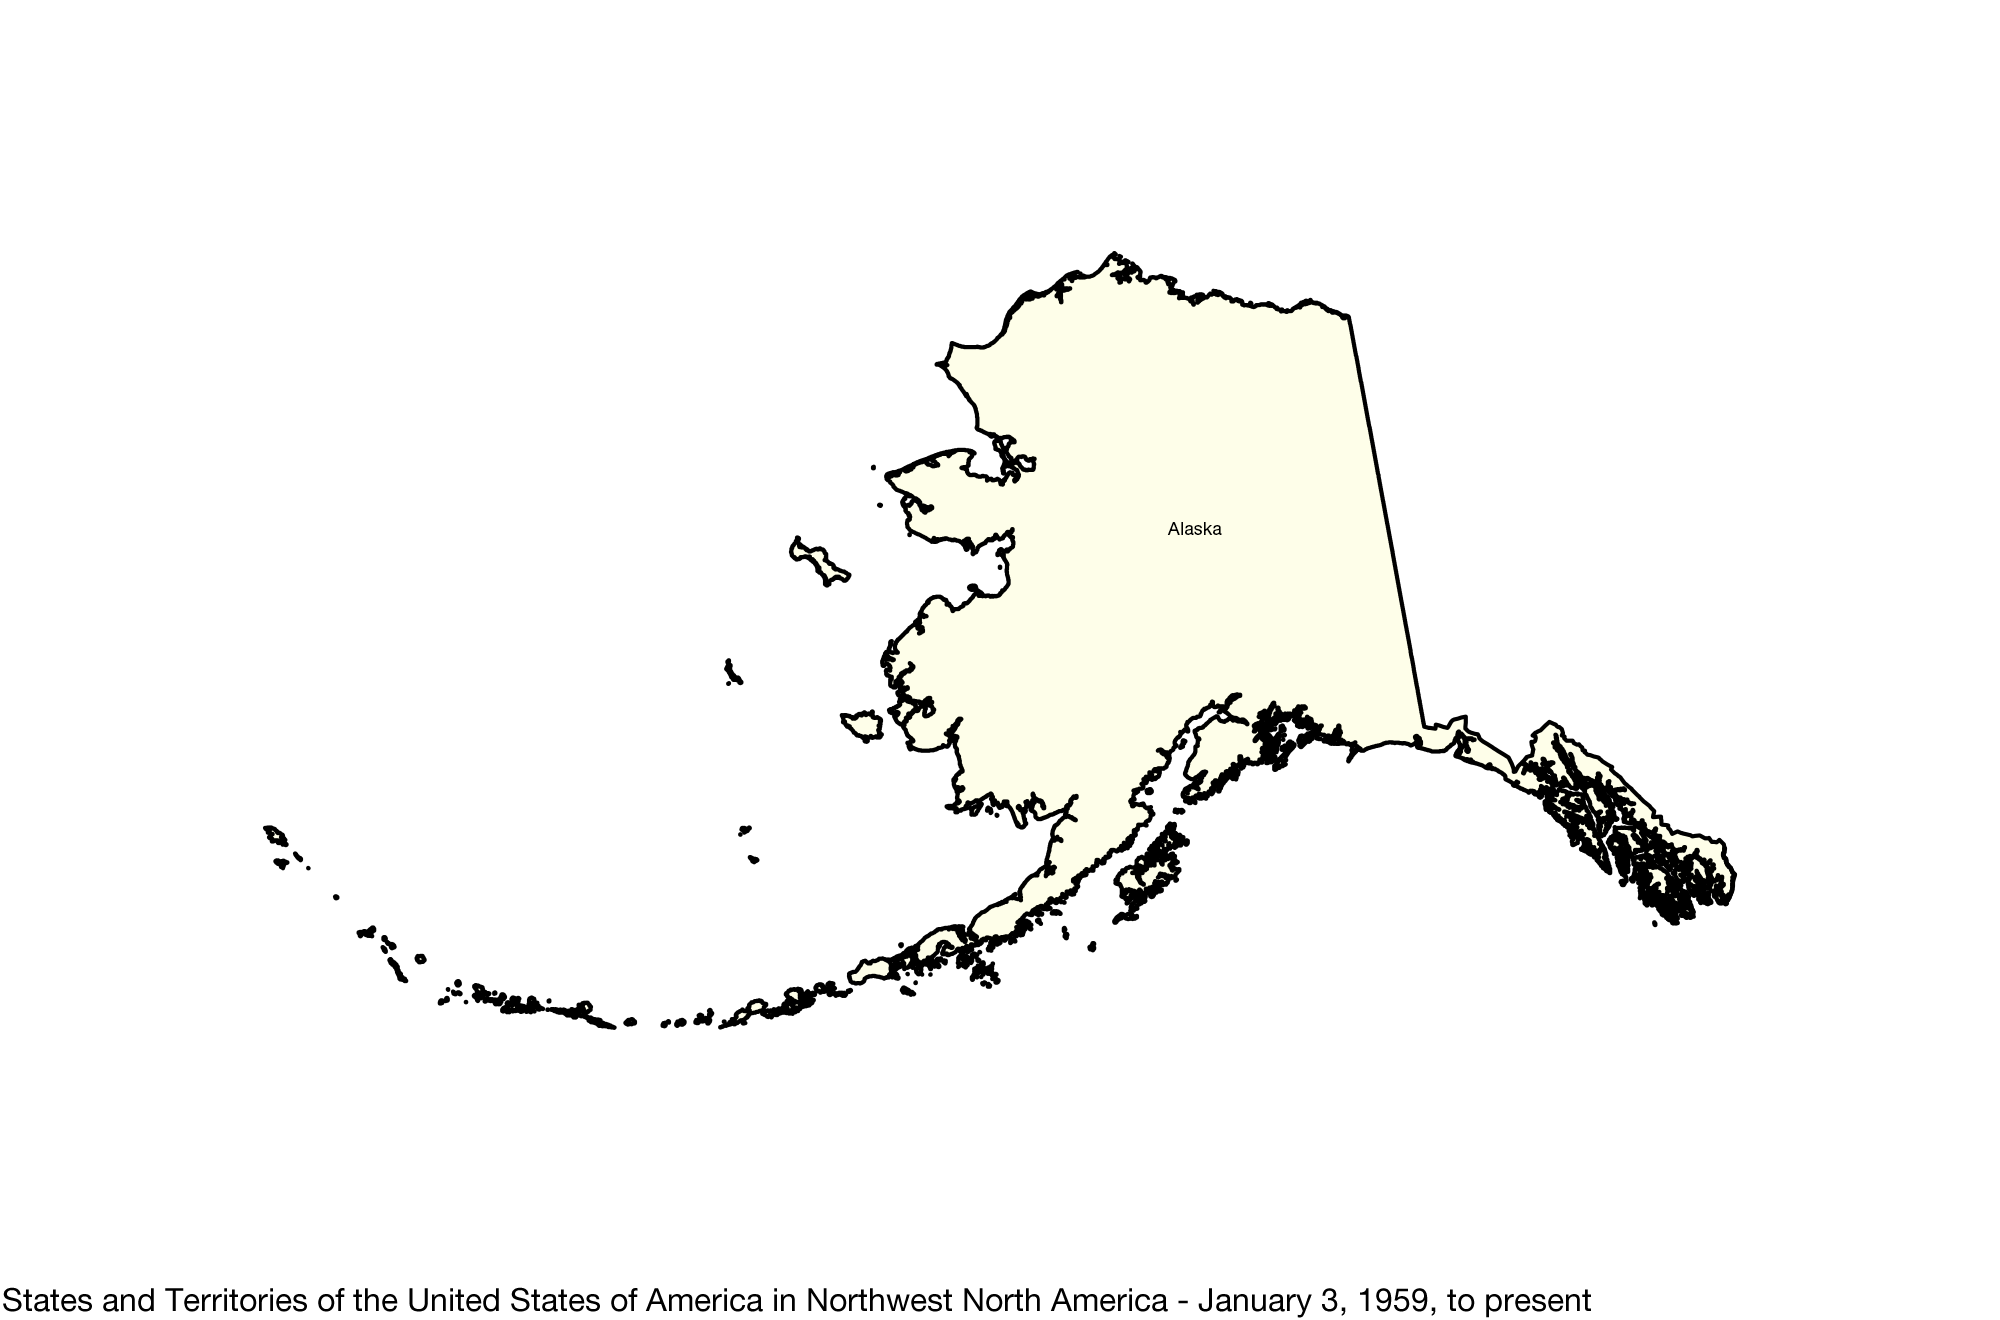 Alaska
States and Territories of the United States of America in Northwest North America - January 3, 1959, to present